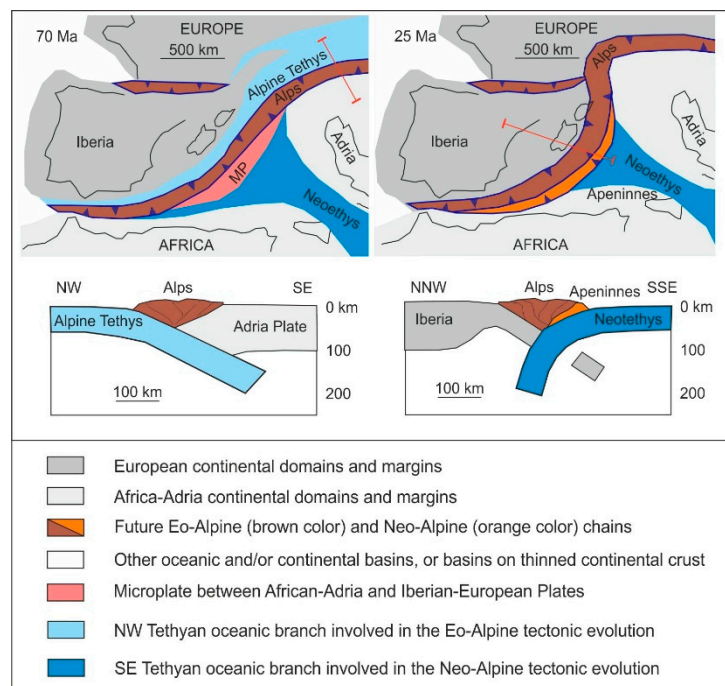 70 Ma
EUROPE
500 km
Alpine Tethys
Alps
Iberia
MP
Adria
Neoethys
AFRICA
25 Ma
EUROPE
500 km
Alps
Iberia
Adria
Neoethys
Apeninnes
AFRICA
NW
Alps
SE
0 km
Alpine Tethys
Adria Plate
100
100 km
200
NNW
Alps
Apeninnes
SSE
0 km
Iberia
Neotethys
100
100 km
200
European continental domains and margins
Africa-Adria continental domains and margins
Future Eo-Alpine (brown color) and Neo-Alpine (orange color) chains
Other oceanic and/or continental basins, or basins on thinned continental crust
Microplate between African-Adria and Iberian-European Plates
NW Tethyan oceanic branch involved in the Eo-Alpine tectonic evolution
SE Tethyan oceanic branch involved in the Neo-Alpine tectonic evolution